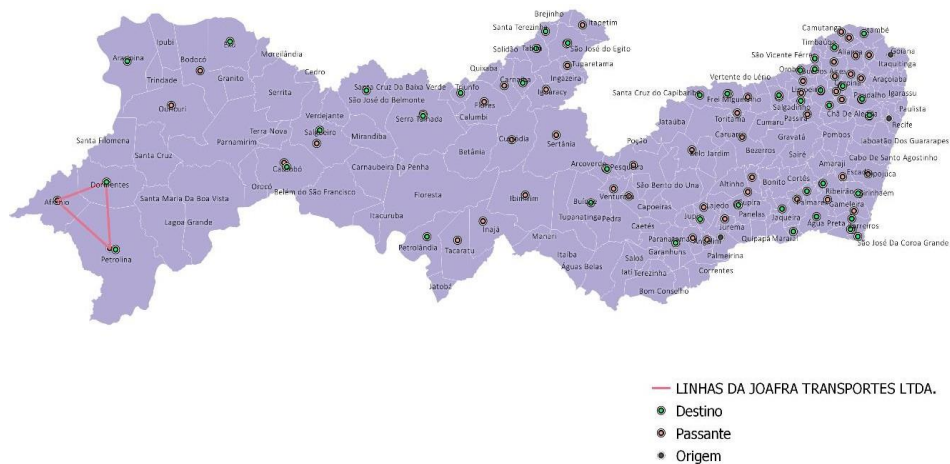 Brejinho
Santa Terezinha
Itapetim
Ipubi
Moreilândia
Solidão
São José do Egito
Camutanga
Bodocó
Cedro
Timbaúba
Goiana
Tuparetama
São Vicente Férrer
Itaquitinga
Trindade
Granito
Quixaba
Ingazeira
Vertente do Lério
Araçoiaba
Serrita
Santa Cruz Da Baixa Verde
Triunfo
Carnaíba
Iguaracy
Santa Cruz do Capibaribe
Frei Miguelinho
Igarassu
Ouricuri
São José do Belmonte
Flores
Salgadinho
Paudalho
Paulista
Verdejante
Serra Talhada
Calumbi
Toritama
Cumaru
Passira
Chã De Alegria
Recife
Terra Nova
Salgueiro
Mirandiba
Custódia
Sertânia
Jataúba
Caruaru
Gravatá
Pombos
Jaboatão Dos Guararapes
Santa Filomena
Parnamirim
Poção
Bezerros
Santa Cruz
Betânia
Belo Jardim
Sairé
Cabo De Santo Agostinho
Cabrobó
Carnaubeira Da Penha
Arcoverde
Pesqueira
Amaraji
Escada
Ipojuca
Dormentes
Orocó
Belém do São Francisco
São Bento do Una
Altinho
Bonito
Cortês
Ribeirão
Sirinhaém
Afrânio
Santa Maria Da Boa Vista
Floresta
Ibimirim
Buíque
Venturosa
Capoeiras
Lajedo
Cupira
Palmares
Gameleira
Lagoa Grande
Itacuruba
Inajá
Tupanatinga
Pedra
Caetés
Jupi
Jurema
Panelas
Jaqueira
Água Preta
Barreiros
Petrolândia
Tacaratu
Manari
Paranatama
Angelim
Quipapá
Maraial
São José Da Coroa Grande
Petrolina
Itaíba
Saloá
Garanhuns
Palmeirina
Águas Belas
Iati
Terezinha
Correntes
Jatobá
Bom Conselho
LINHAS DA JOAFRA TRANSPORTES LTDA.
Destino
Passante
Origem